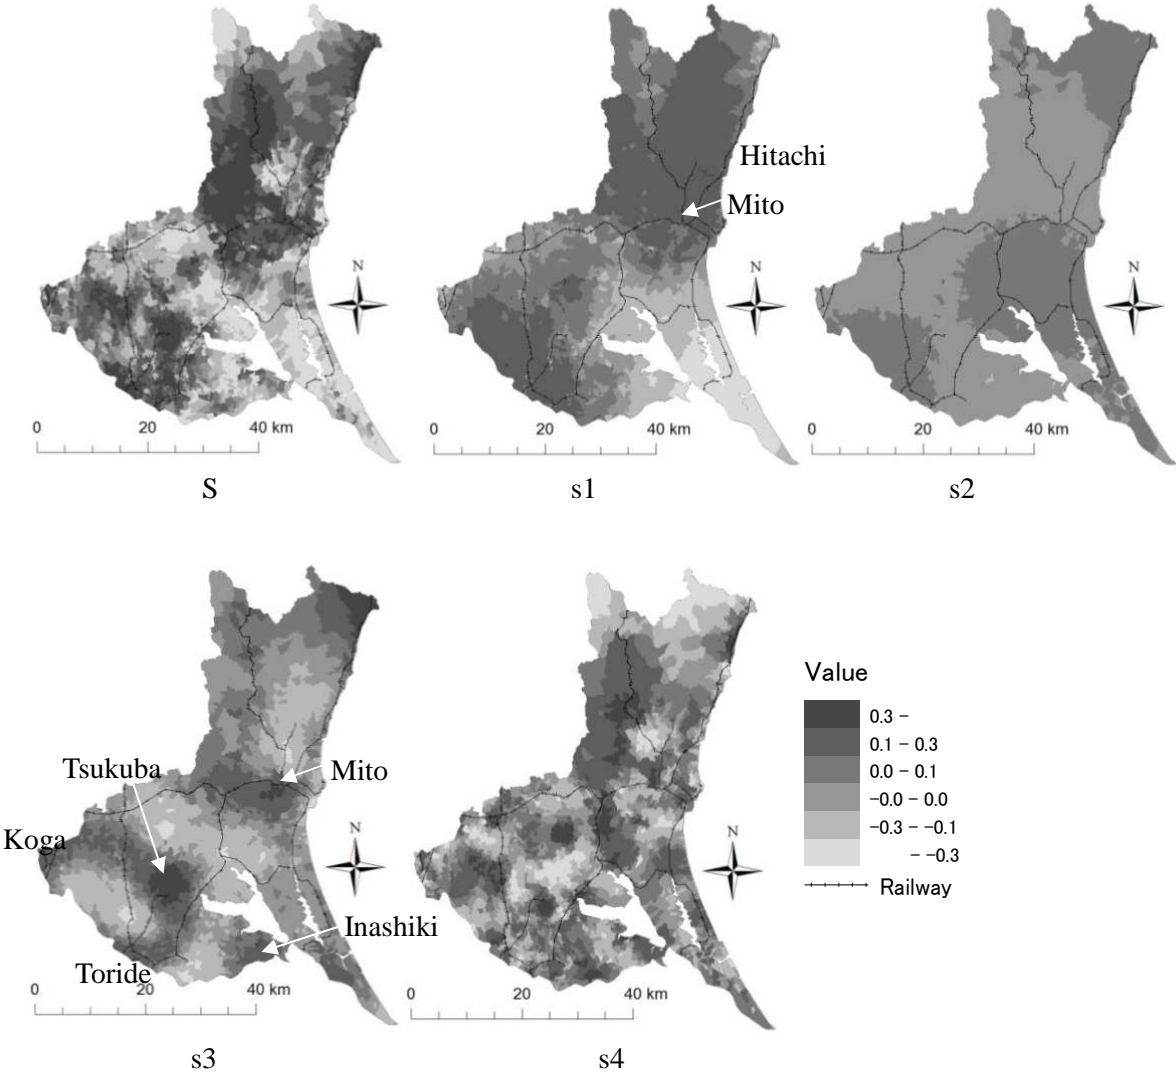 Hitachi
Mito
N
N
N
0 20 40 km
0 20 40 km
0 20 40 km
S
s1
s2
Value
0.3 –
0.1 – 0.3
0.0 – 0.1
–0.0 – 0.0
–0.3 – –0.1
– –0.3
Railway
Tsukuba
Mito
Koga
N
N
Inashiki
Toride
0 20 40 km
0 20 40 km
s3
s4